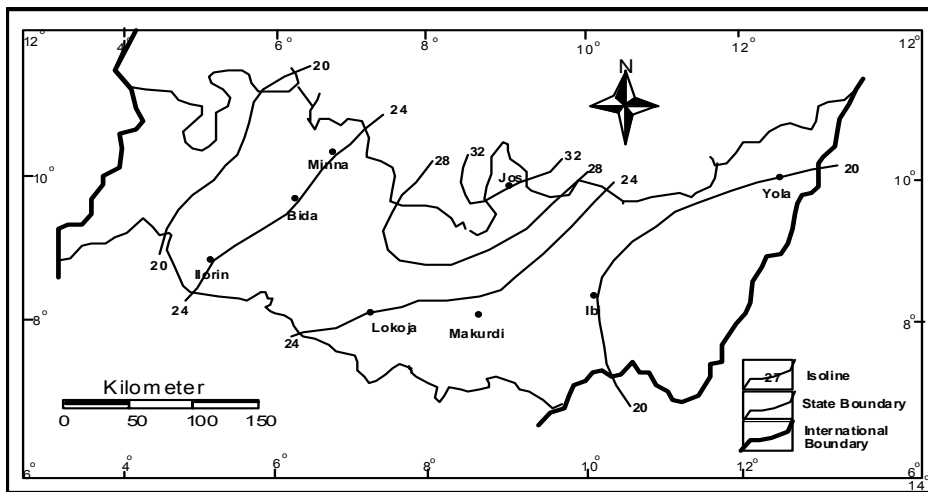 12° 4° 6° 8° 10° 12° 14°
20
24
N
Minna
28
32
32
Jos
28
24
20
10°
10°
Yola
Bida
20
Ilorin
24
Ibi
8°
8°
Lokoja
Makurdi
24
27 Isoline
Kilometer
State Boundary
20
0 50 100 150
International
Boundary
6° 4° 6° 8° 10° 12° 6°
14°